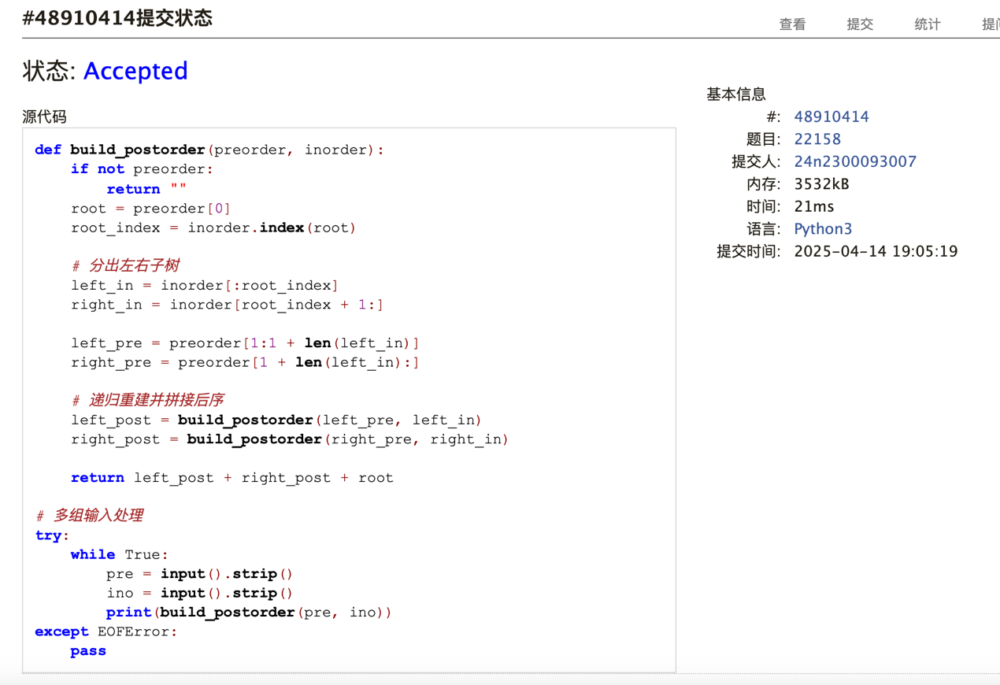 #48910414提交状态
查看 提交 统计
状态: Accepted
源代码
def build_postorder(preorder, inorder):
    if not preorder:
        return ""
    root = preorder[0]
    root_index = inorder.index(root)
    # 分出左右子树
    left_in = inorder[:root_index]
    right_in = inorder[root_index + 1:]
    left_pre = preorder[1:1 + len(left_in)]
    right_pre = preorder[1 + len(left_in):]
    # 递归重建并拼接后序
    left_post = build_postorder(left_pre, left_in)
    right_post = build_postorder(right_pre, right_in)
    return left_post + right_post + root
# 多组输入处理
try:
    while True:
        pre = input().strip()
        ino = input().strip()
        print(build_postorder(pre, ino))
except EOFError:
    pass
基本信息
#: 48910414
题目: 22158
提交人: 24n2300093007
内存: 3532kB
时间: 21ms
语言: Python3
提交时间: 2025-04-14 19:05:19